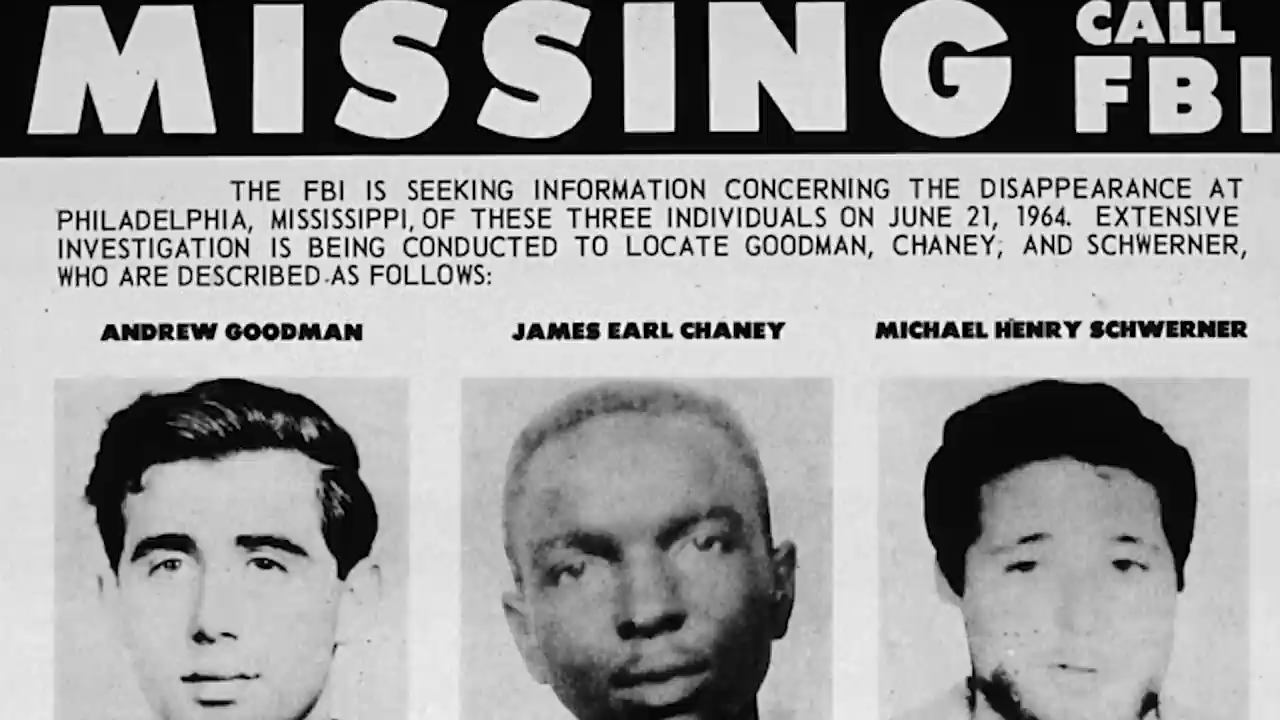 MISSING
CALL
FBI
THE FBI IS SEEKING INFORMATION CONCERNING THE DISAPPEARANCE AT
PHILADELPHIA, MISSISSIPPI, OF THESE THREE INDIVIDUALS ON JUNE 21, 1964. EXTENSIVE
INVESTIGATION IS BEING CONDUCTED TO LOCATE GOODMAN, CHANEY, AND SCHWERNER,
WHO ARE DESCRIBED AS FOLLOWS:
ANDREW GOODMAN
JAMES EARL CHANEY
MICHAEL HENRY SCHWERNER